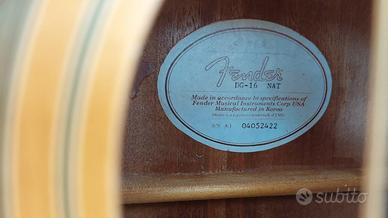 Fender
DG-16 NAT
Made in accordance to specifications of
Fender Musical Instruments Corp USA
Manufactured in Korea
04052422
subito